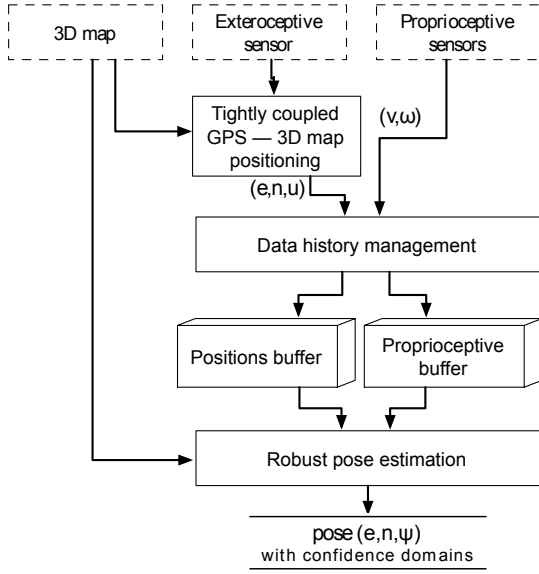 3D map
Exteroceptive
sensor
Proprioceptive
sensors
Tightly coupled
GPS — 3D map
positioning
(v,ω)
(e,n,u)
Data history management
Positions buffer
Proprioceptive
buffer
Robust pose estimation
pose (e,n,ψ)
with confidence domains